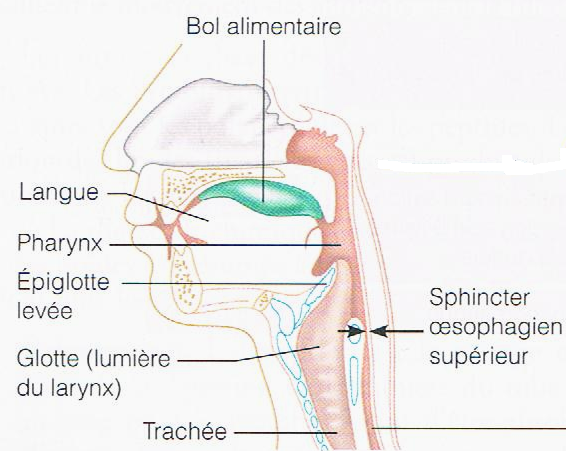 Bol alimentaire
Langue
Pharynx
Épiglotte
levée
Sphincter
œsophagien
supérieur
Glotte (lumière
du larynx)
Trachée